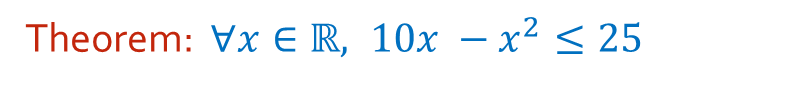 Theorem: ∀x ∈ ℝ, 10x − x² ≤ 25